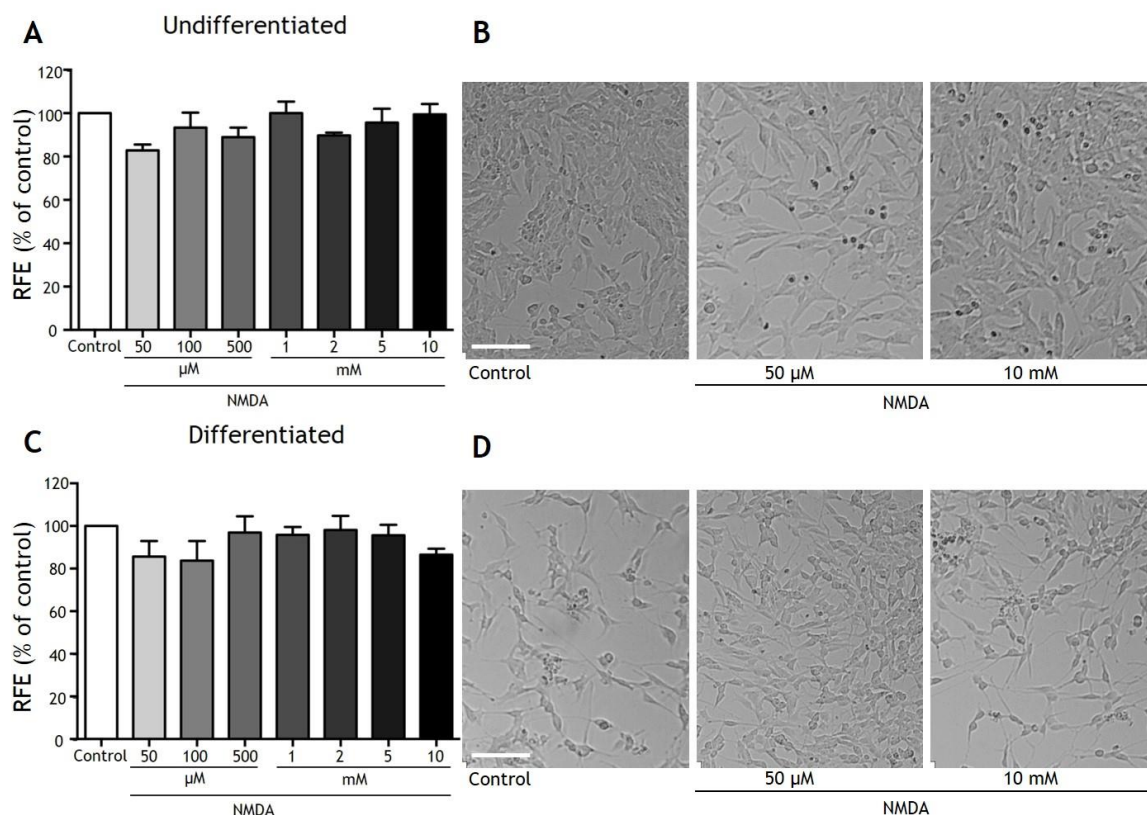 A
Undifferentiated
RFE (% of control)
120
100
80
60
40
20
0
Control 50 100 500 1 2 5 10
µM mM
NMDA
B
Control 50 µM 10 mM
NMDA
C
Differentiated
RFE (% of control)
120
100
80
60
40
20
0
Control 50 100 500 1 2 5 10
µM mM
NMDA
D
Control 50 µM 10 mM
NMDA